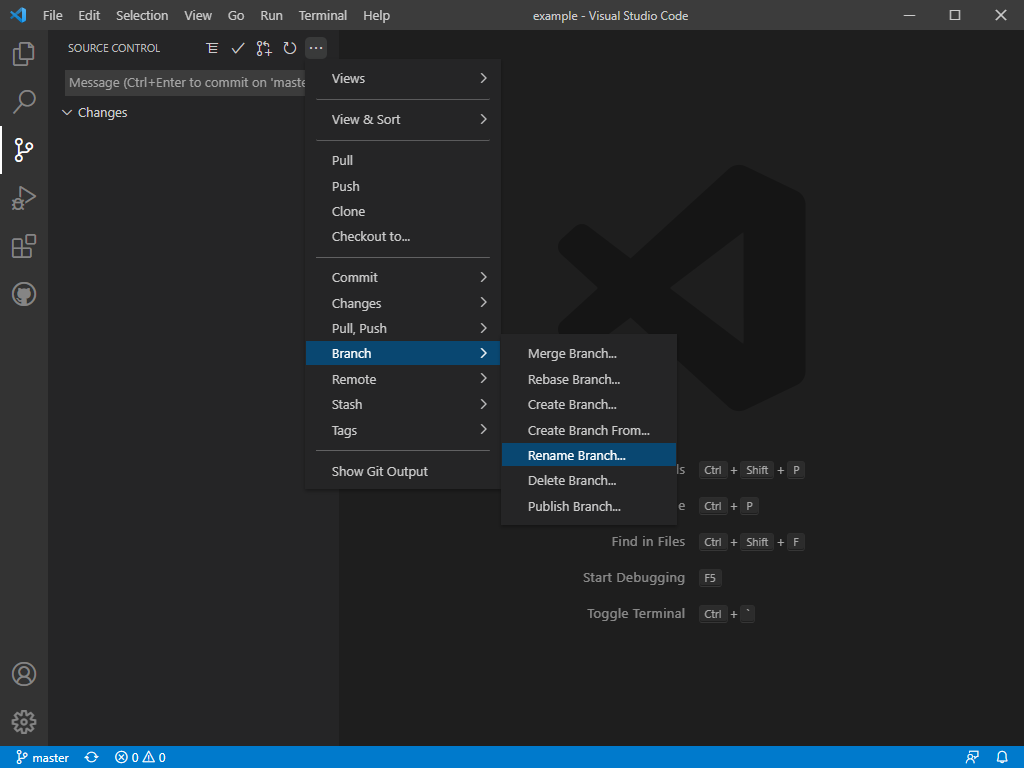 File Edit Selection View Go Run Terminal Help example - Visual Studio Code
SOURCE CONTROL
Message (Ctrl+Enter to commit on 'maste
Changes
Views
View & Sort
Pull
Push
Clone
Checkout to...
Commit
Changes
Pull, Push
Branch
Remote
Stash
Tags
Show Git Output
Merge Branch...
Rebase Branch...
Create Branch...
Create Branch From...
Rename Branch...
Delete Branch...
Publish Branch...
ls Ctrl + Shift + P
e Ctrl + P
Find in Files Ctrl + Shift + F
Start Debugging F5
Toggle Terminal Ctrl + `
master 0 0